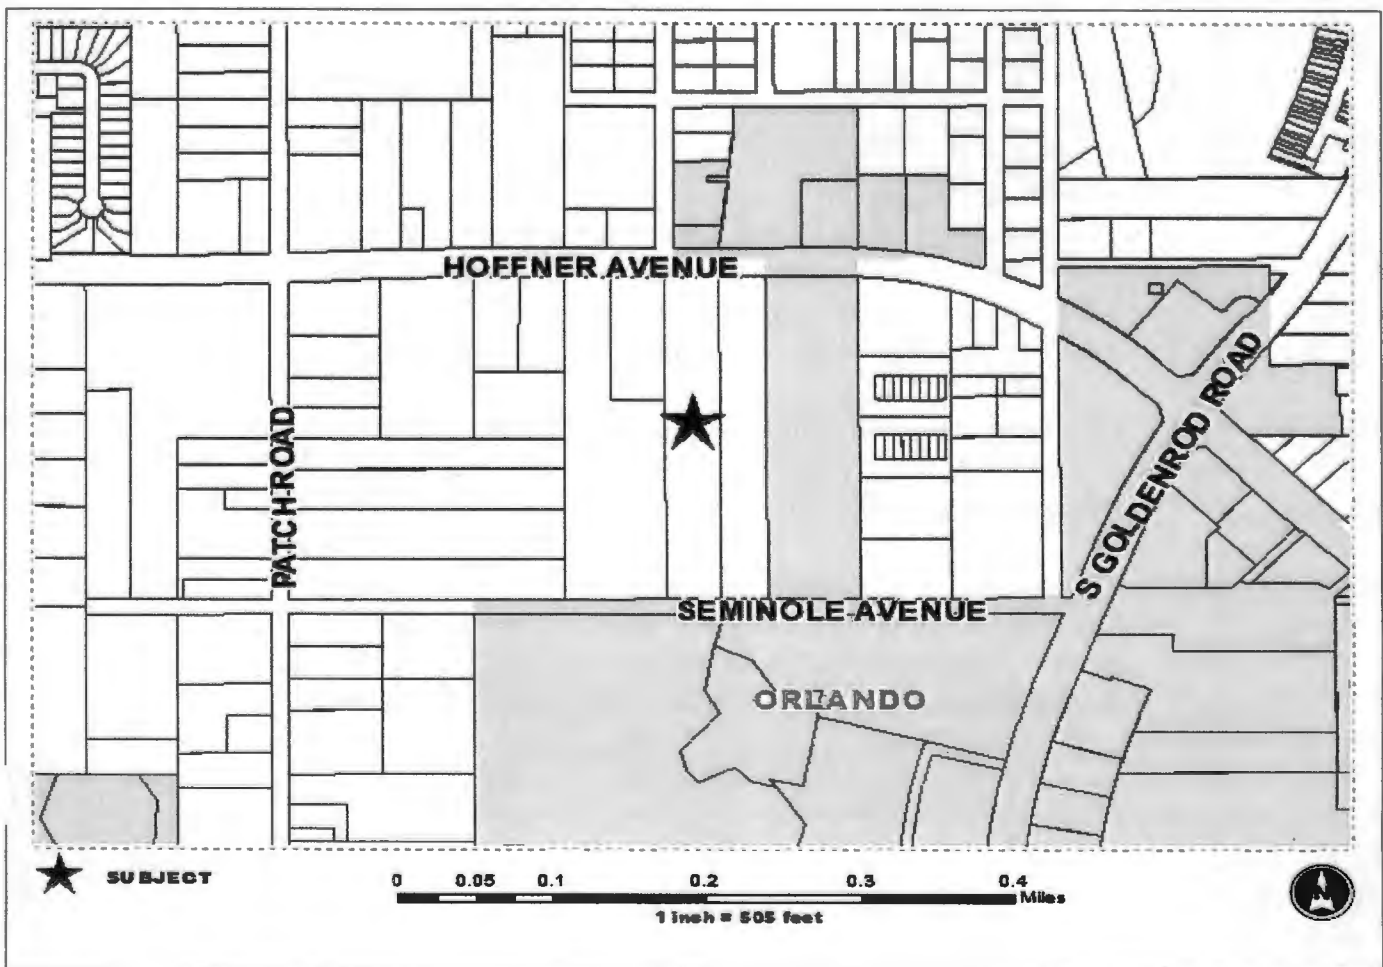 HOFFNER AVENUE
PATCH ROAD
S GOLDENROD ROAD
SEMINOLE AVENUE
ORLANDO
SUBJECT
0 0.05 0.1 0.2 0.3 0.4
Miles
1 inch = 505 feet
N